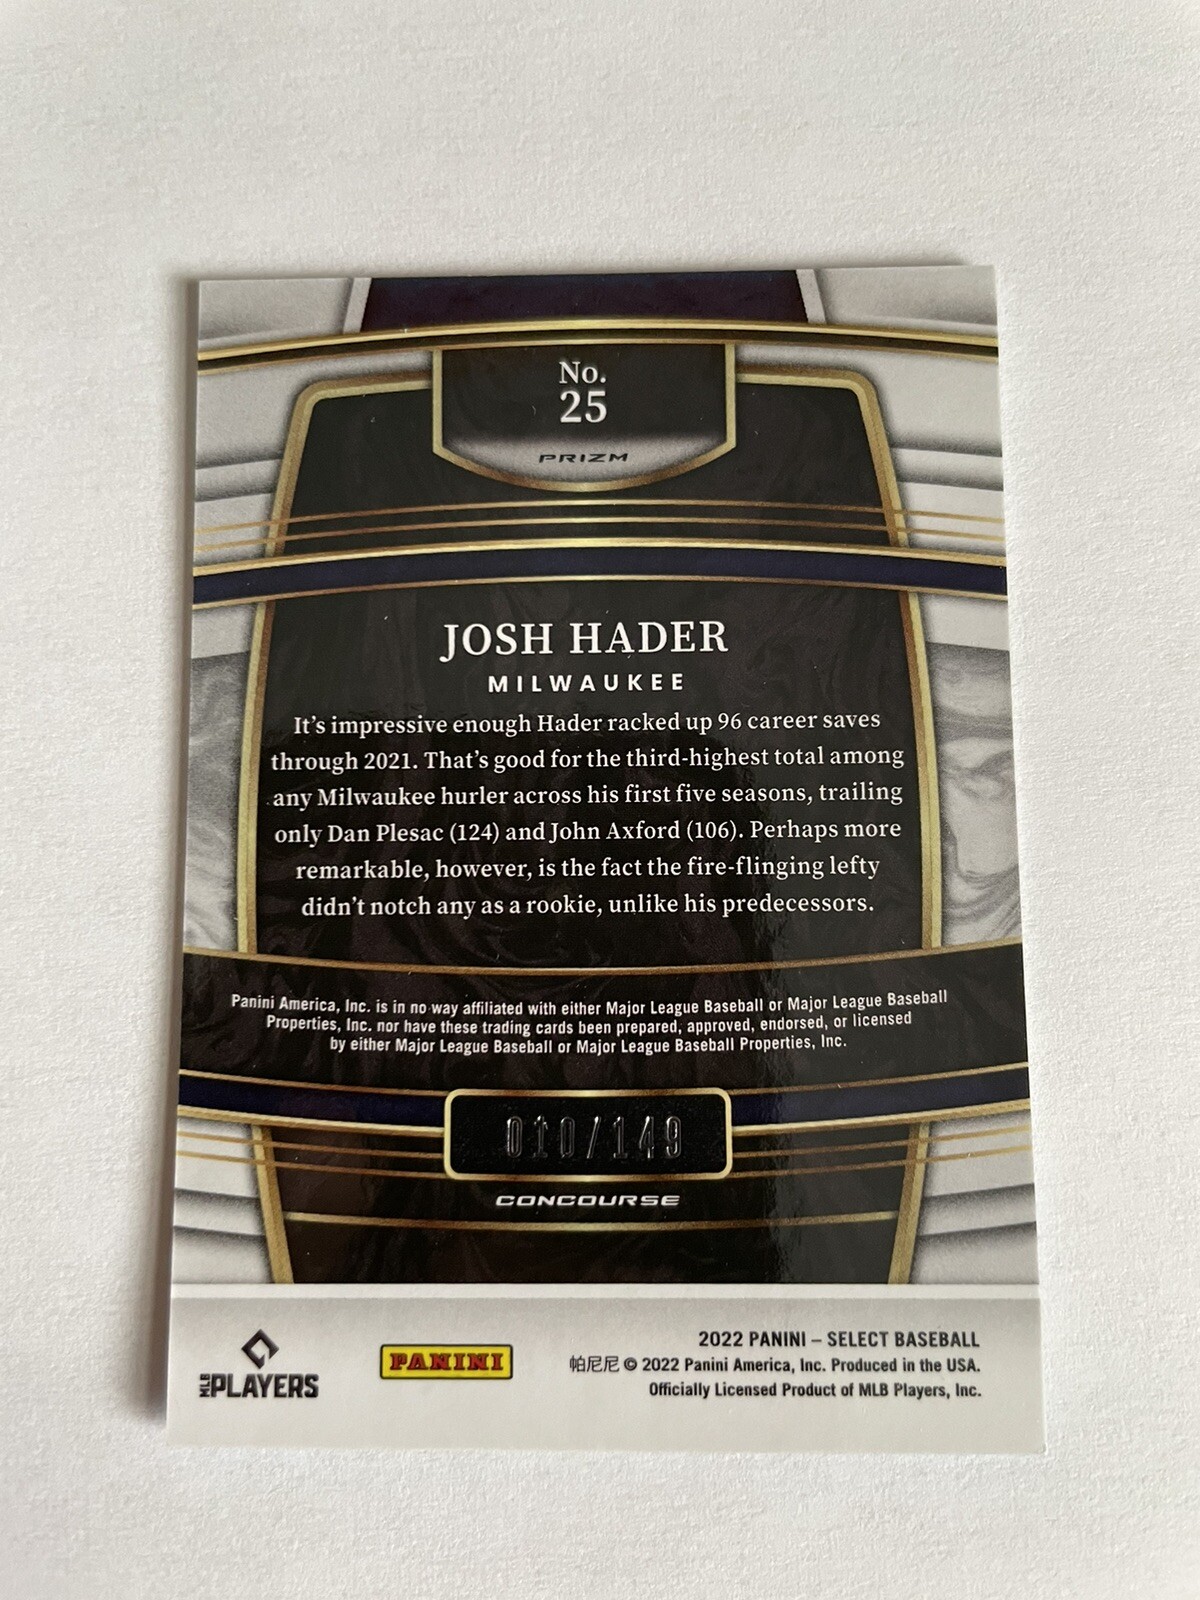 No.
25
PRIZM
JOSH HADER
MILWAUKEE
It's impressive enough Hader racked up 96 career saves
through 2021. That's good for the third-highest total among
any Milwaukee hurler across his first five seasons, trailing
only Dan Plesac (124) and John Axford (106). Perhaps more
remarkable, however, is the fact the fire-flinging lefty
didn't notch any as a rookie, unlike his predecessors.
Panini America, Inc. is in no way affiliated with either Major League Baseball or Major League Baseball
Properties, Inc. nor have these trading cards been prepared, approved, endorsed, or licensed
by either Major League Baseball or Major League Baseball Properties, Inc.
010/149
CONCOURSE
MLB PLAYERS
PANINI
2022 PANINI – SELECT BASEBALL
帕尼尼 © 2022 Panini America, Inc. Produced in the USA.
Officially Licensed Product of MLB Players, Inc.